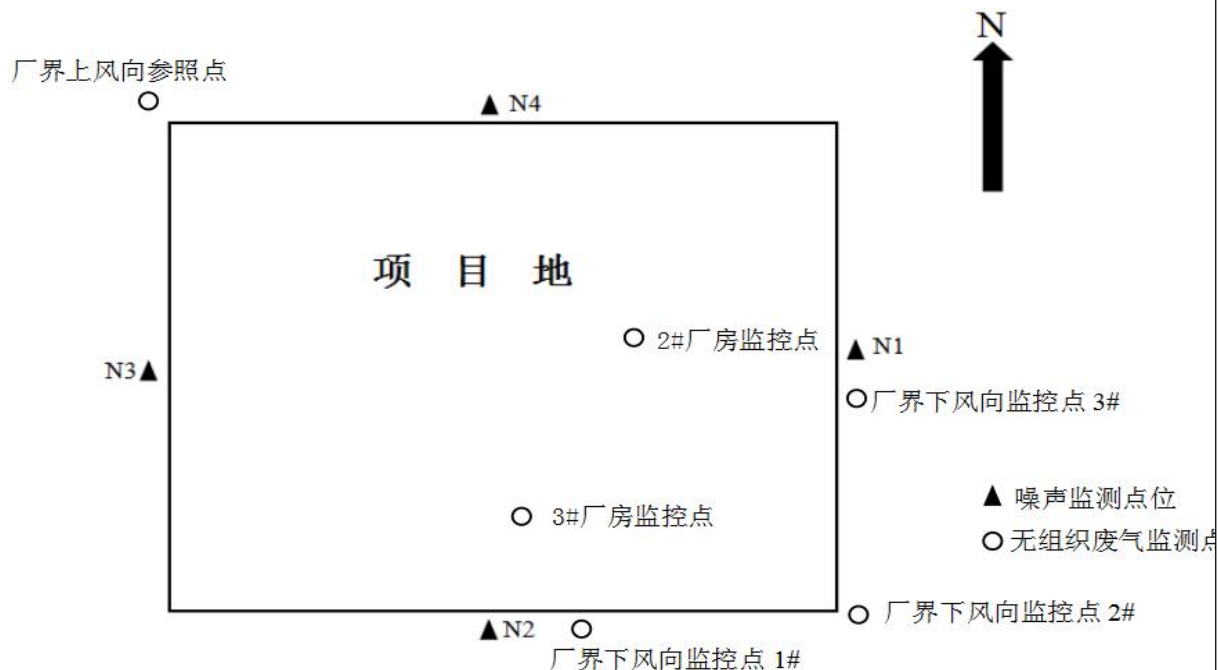 N
厂界上风向参照点
N4
项 目 地
2#厂房监控点
N1
N3
厂界下风向监控点 3#
噪声监测点位
3#厂房监控点
无组织废气监测点
厂界下风向监控点 2#
N2
厂界下风向监控点 1#